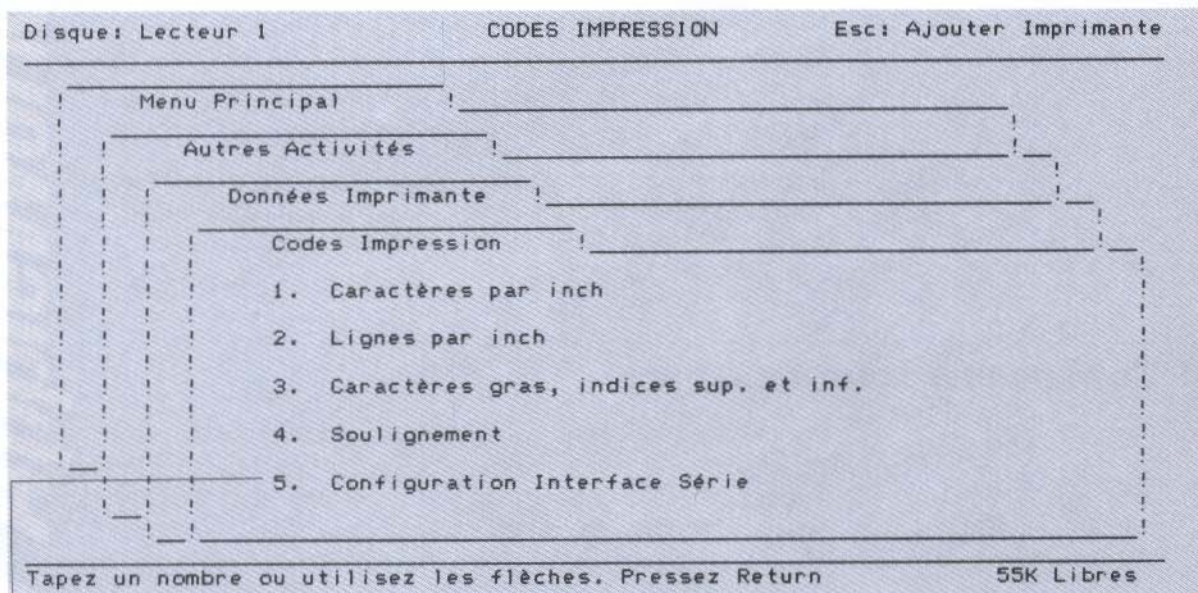 Disque: Lecteur 1 CODES IMPRESSION Esc: Ajouter Imprimante
Menu Principal
Autres Activités
Données Imprimante
Codes Impression
1. Caractères par inch
2. Lignes par inch
3. Caractères gras, indices sup. et inf.
4. Soulignement
5. Configuration Interface Série
Tapez un nombre ou utilisez les flèches. Pressez Return 55K Libres